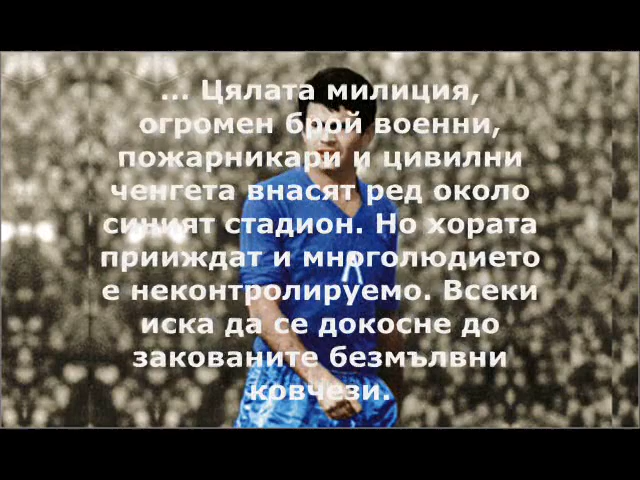 ... Цялата милиция,
огромен брой военни,
пожарникари и цивилни
ченгета внасят ред около
синият стадион. Но хората
прииждат и многолюдието
е неконтролируемо. Всеки
иска да се докосне до
закованите безмълвни
ковчези.
Л